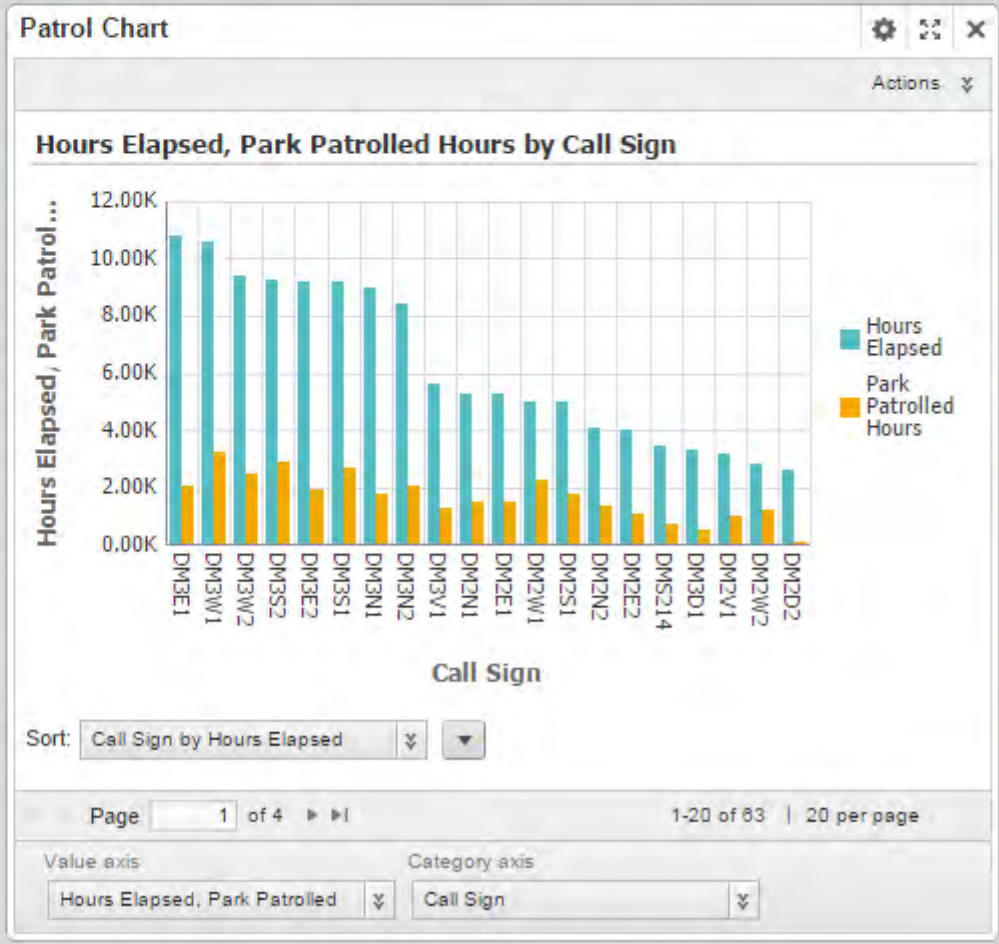 Patrol Chart
Actions
Hours Elapsed, Park Patrolled Hours by Call Sign
Hours Elapsed, Park Patrol...
12.00K
10.00K
8.00K
6.00K
4.00K
2.00K
0.00K
DM3E1
DM3W1
DM3W2
DM3S2
DM3E2
DM3S1
DM3N1
DM3N2
DM3V1
DM2N1
DM2E1
DM2W1
DM2S1
DM2N2
DM2E2
DMS214
DM3D1
DM2V1
DM2W2
DM2D2
Call Sign
Hours
Elapsed
Park
Patrolled
Hours
Sort: Call Sign by Hours Elapsed
Page 1 of 4 1-20 of 63 | 20 per page
Value axis Category axis
Hours Elapsed, Park Patrolled Call Sign